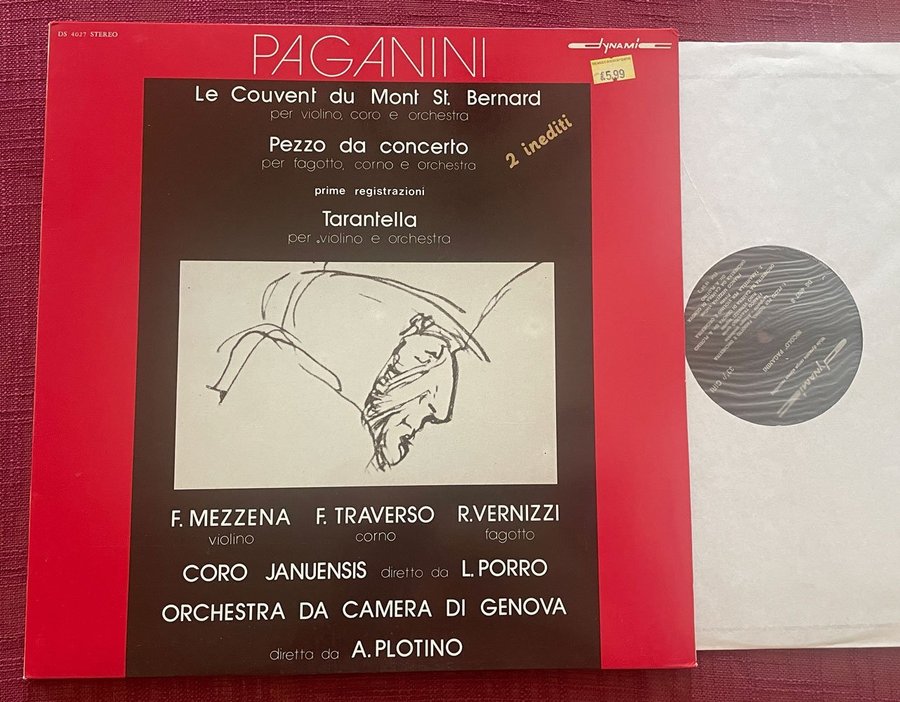 DS 4027 STEREO
PAGANINI
DYNAMIC
£5.99
Le Couvent du Mont St. Bernard
per violino, coro e orchestra
Pezzo da concerto
per fagotto, corno e orchestra
2 inediti
prime registrazioni
Tarantella
per violino e orchestra
F. MEZZENA F. TRAVERSO R. VERNIZZI
violino corno fagotto
CORO JANUENSIS diretto da L. PORRO
ORCHESTRA DA CAMERA DI GENOVA
diretta da A. PLOTINO
NICOLO' PAGANINI